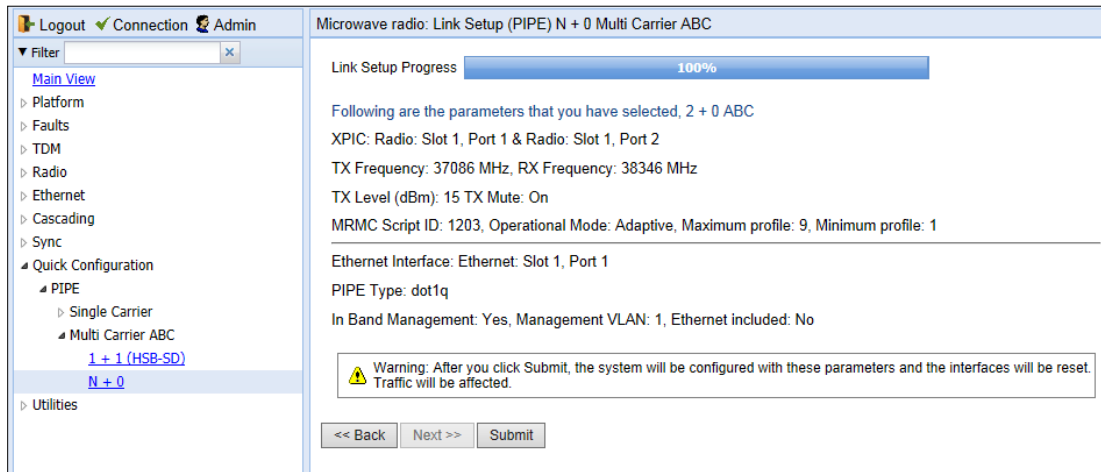 Logout Connection Admin
Filter
Main View
Platform
Faults
TDM
Radio
Ethernet
Cascading
Sync
Quick Configuration
PIPE
Single Carrier
Multi Carrier ABC
1 + 1 (HSB-SD)
N + 0
Utilities
Microwave radio: Link Setup (PIPE) N + 0 Multi Carrier ABC
Link Setup Progress 100%
Following are the parameters that you have selected, 2 + 0 ABC
XPIC: Radio: Slot 1, Port 1 & Radio: Slot 1, Port 2
TX Frequency: 37086 MHz, RX Frequency: 38346 MHz
TX Level (dBm): 15 TX Mute: On
MRMC Script ID: 1203, Operational Mode: Adaptive, Maximum profile: 9, Minimum profile: 1
Ethernet Interface: Ethernet: Slot 1, Port 1
PIPE Type: dot1q
In Band Management: Yes, Management VLAN: 1, Ethernet included: No
Warning: After you click Submit, the system will be configured with these parameters and the interfaces will be reset.
Traffic will be affected.
<< Back Next >> Submit